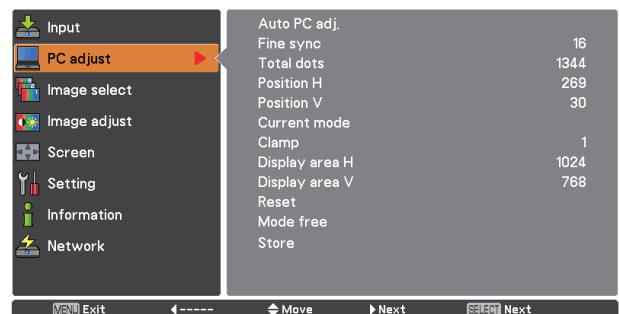 Input
PC adjust
Image select
Image adjust
Screen
Setting
Information
Network
Auto PC adj.
Fine sync 16
Total dots 1344
Position H 269
Position V 30
Current mode
Clamp 1
Display area H 1024
Display area V 768
Reset
Mode free
Store
MENU Exit ----- Move Next SELECT Next